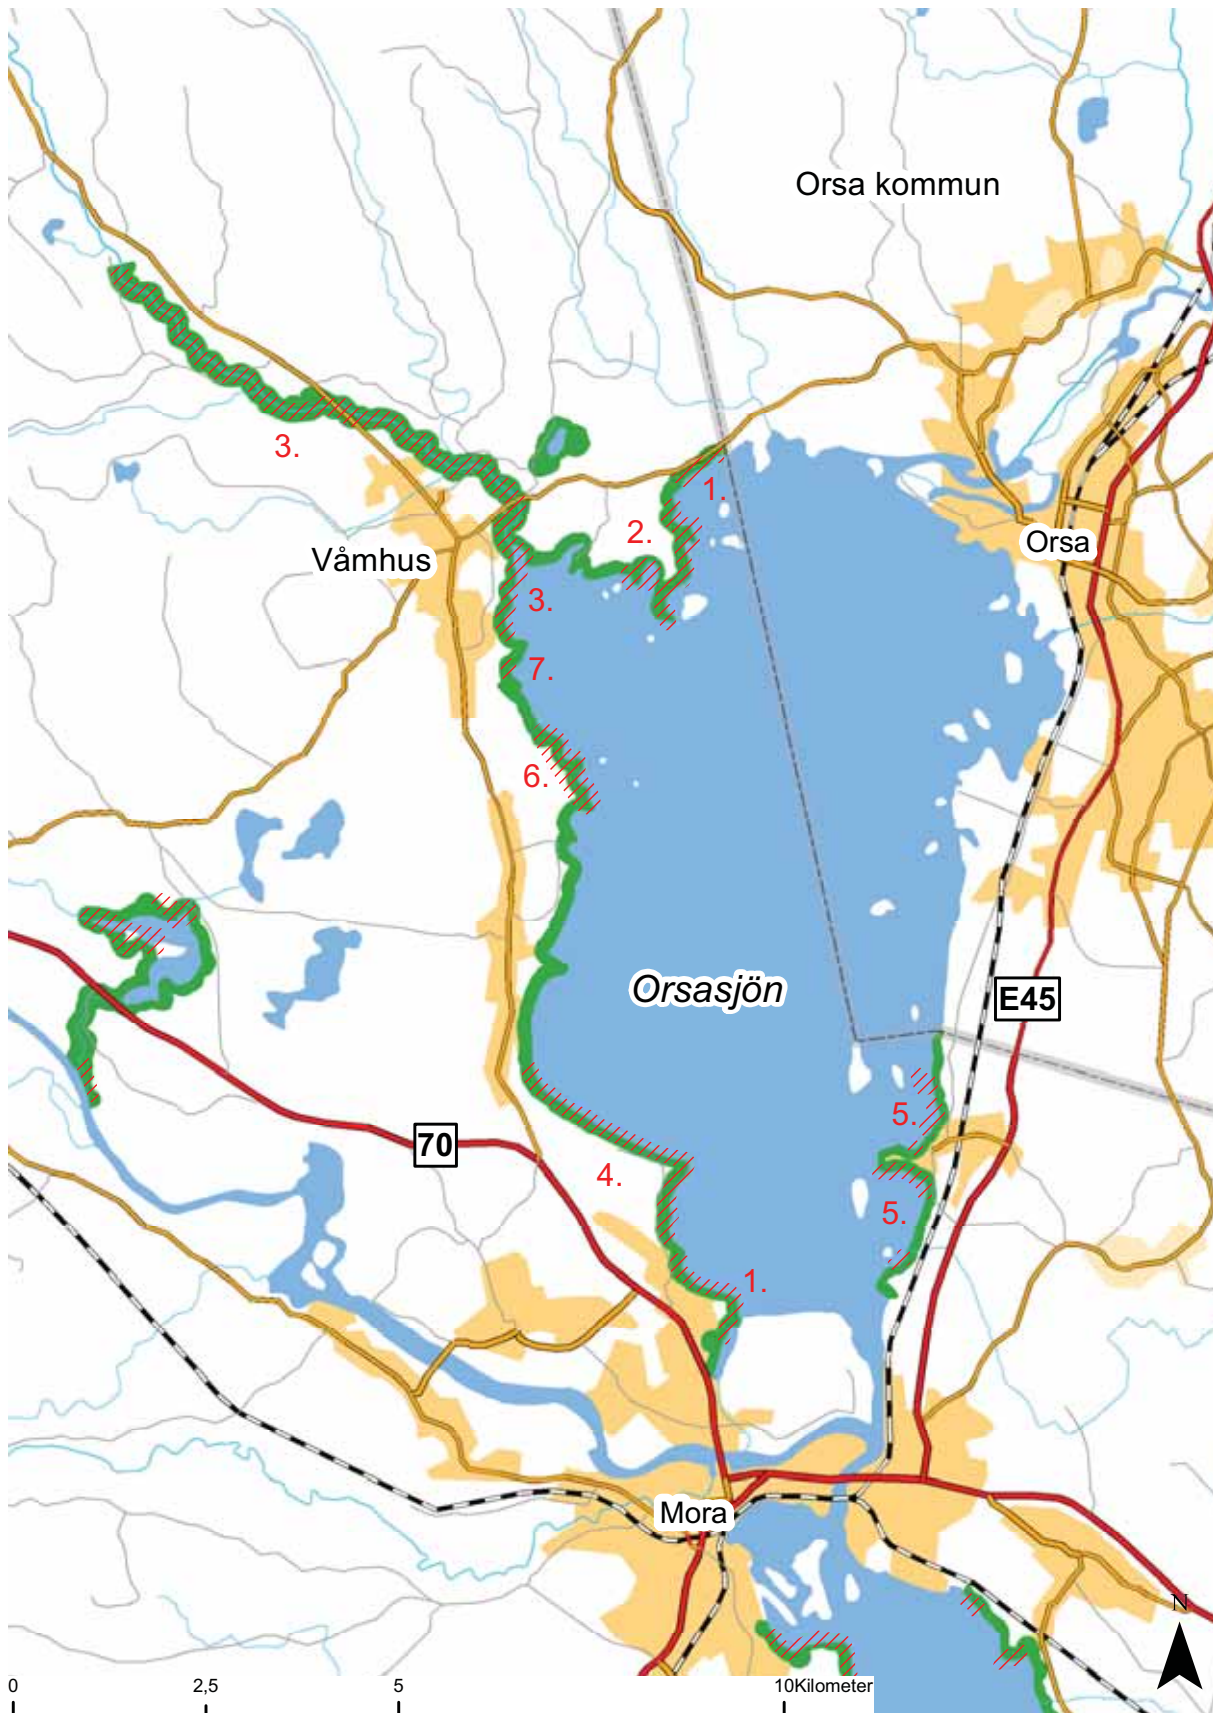 Orsa kommun
3.
1.
2.
Orsa
Våmhus
3.
7.
6.
Orsasjön
E45
5.
70
4.
5.
1.
Mora
N
0 2,5 5 10Kilometer